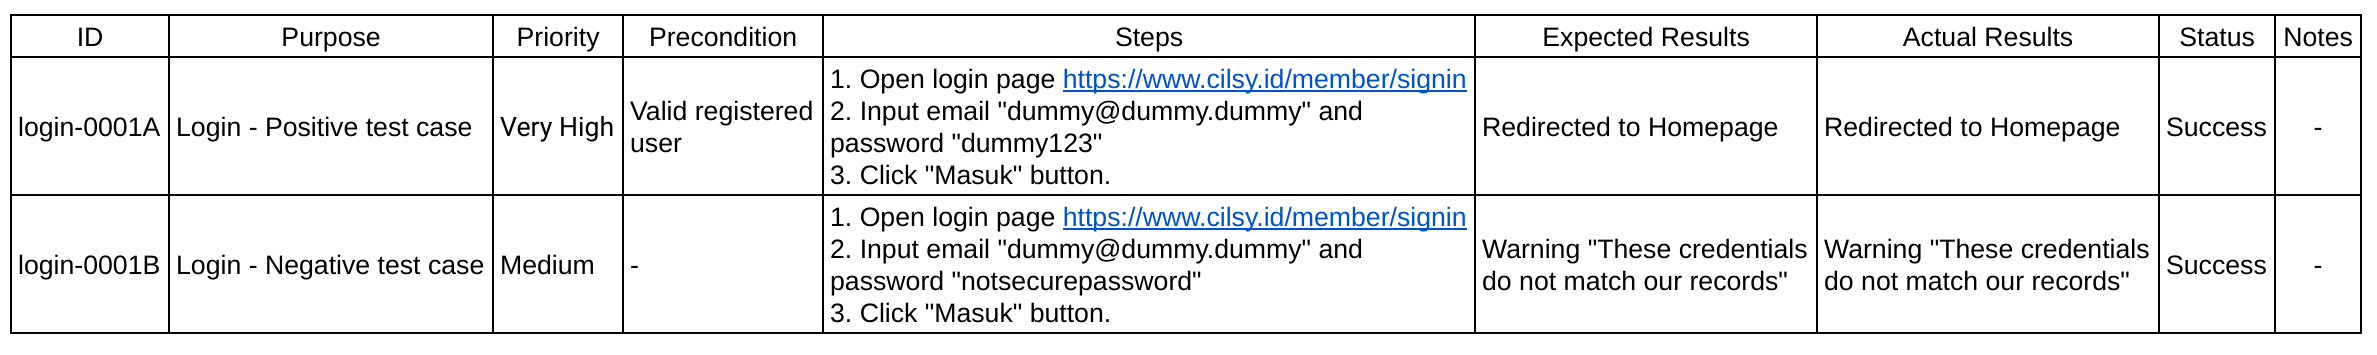 ID Purpose Priority Precondition Steps Expected Results Actual Results Status Notes
login-0001A
Login - Positive test case
Very High
Valid registered
user
1. Open login page https://www.cilsy.id/member/signin
2. Input email "dummy@dummy.dummy" and
password "dummy123"
3. Click "Masuk" button.
Redirected to Homepage
Redirected to Homepage
Success
-
login-0001B
Login - Negative test case
Medium
-
1. Open login page https://www.cilsy.id/member/signin
2. Input email "dummy@dummy.dummy" and
password "notsecurepassword"
3. Click "Masuk" button.
Warning "These credentials
do not match our records"
Warning "These credentials
do not match our records"
Success
-